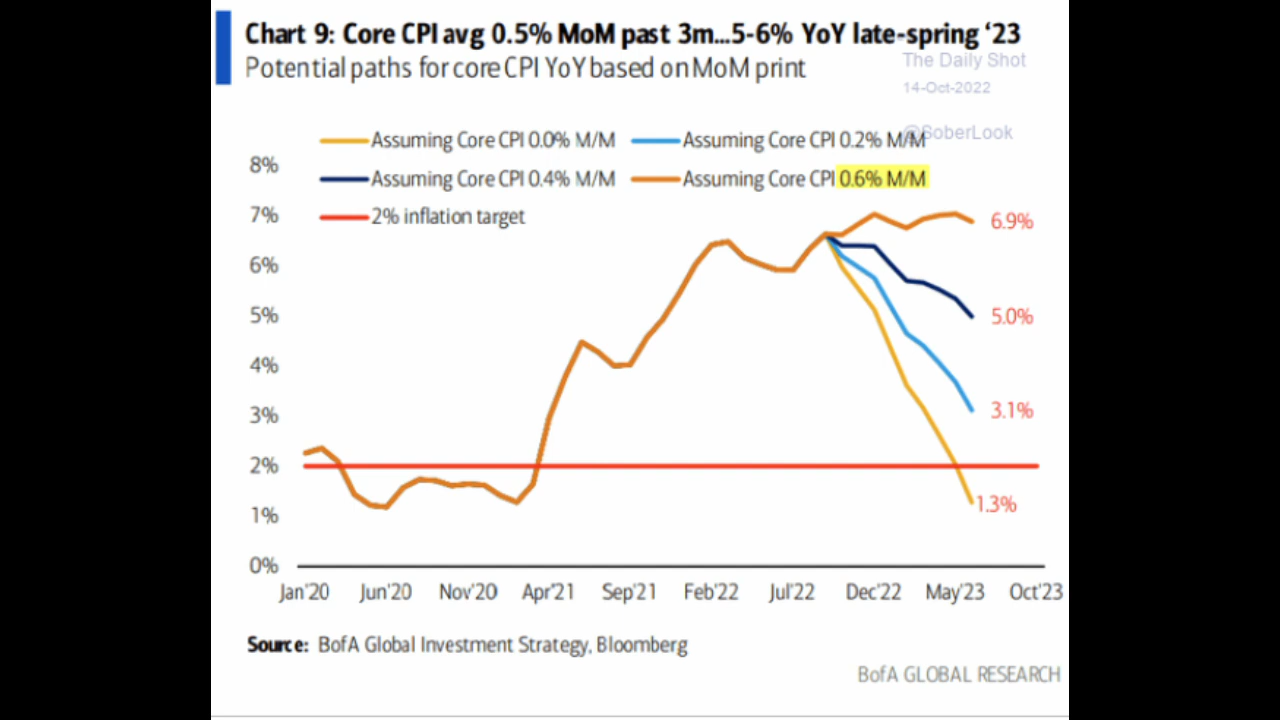 Chart 9: Core CPI avg 0.5% MoM past 3m...5-6% YoY late-spring ‘23
Potential paths for core CPI YoY based on MoM print
The Daily Shot
14-Oct-2022
@SoberLook
Assuming Core CPI 0.0% M/M
Assuming Core CPI 0.2% M/M
Assuming Core CPI 0.4% M/M
Assuming Core CPI 0.6% M/M
2% inflation target
8%
7%
6%
5%
4%
3%
2%
1%
0%
6.9%
5.0%
3.1%
1.3%
Jan'20 Jun'20 Nov'20 Apr'21 Sep'21 Feb'22 Jul'22 Dec'22 May'23 Oct'23
Source: BofA Global Investment Strategy, Bloomberg
BofA GLOBAL RESEARCH